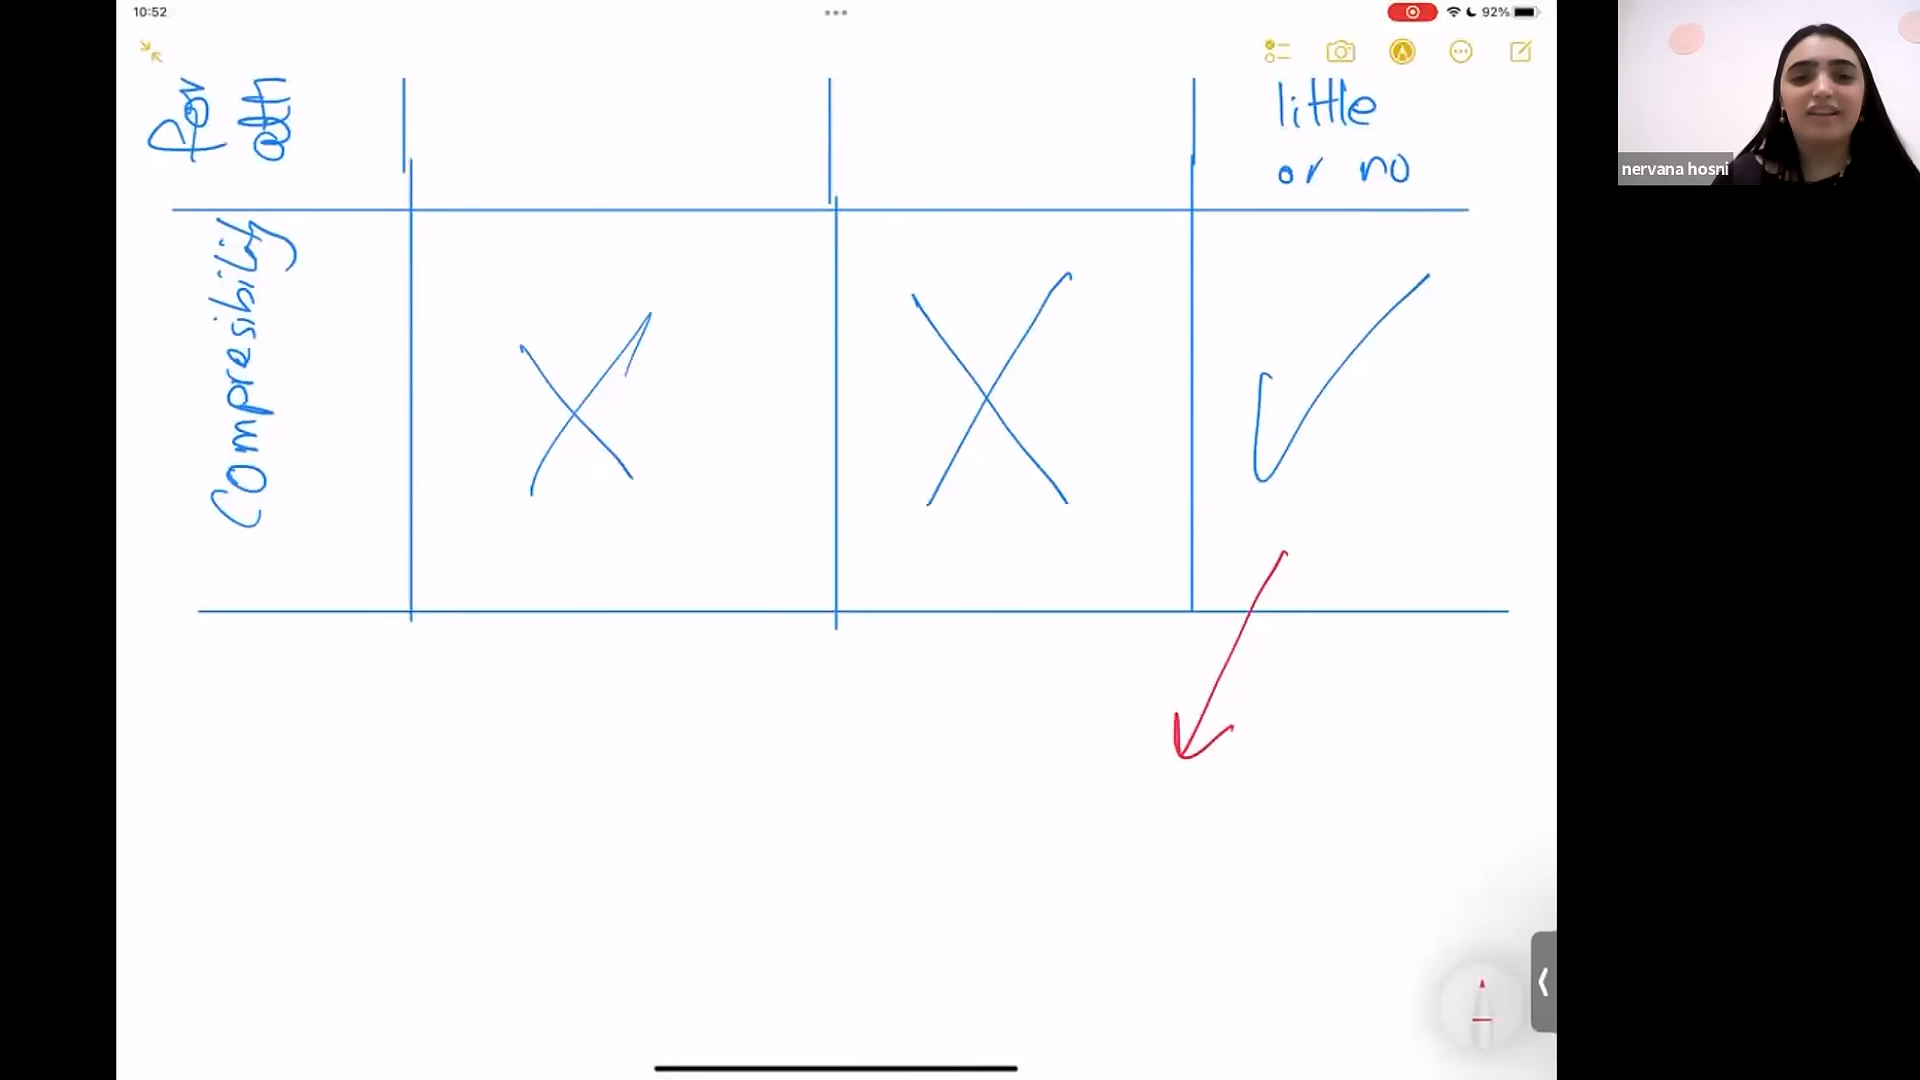 10:52
92%
little
or no
Compresibility
nervana hosni